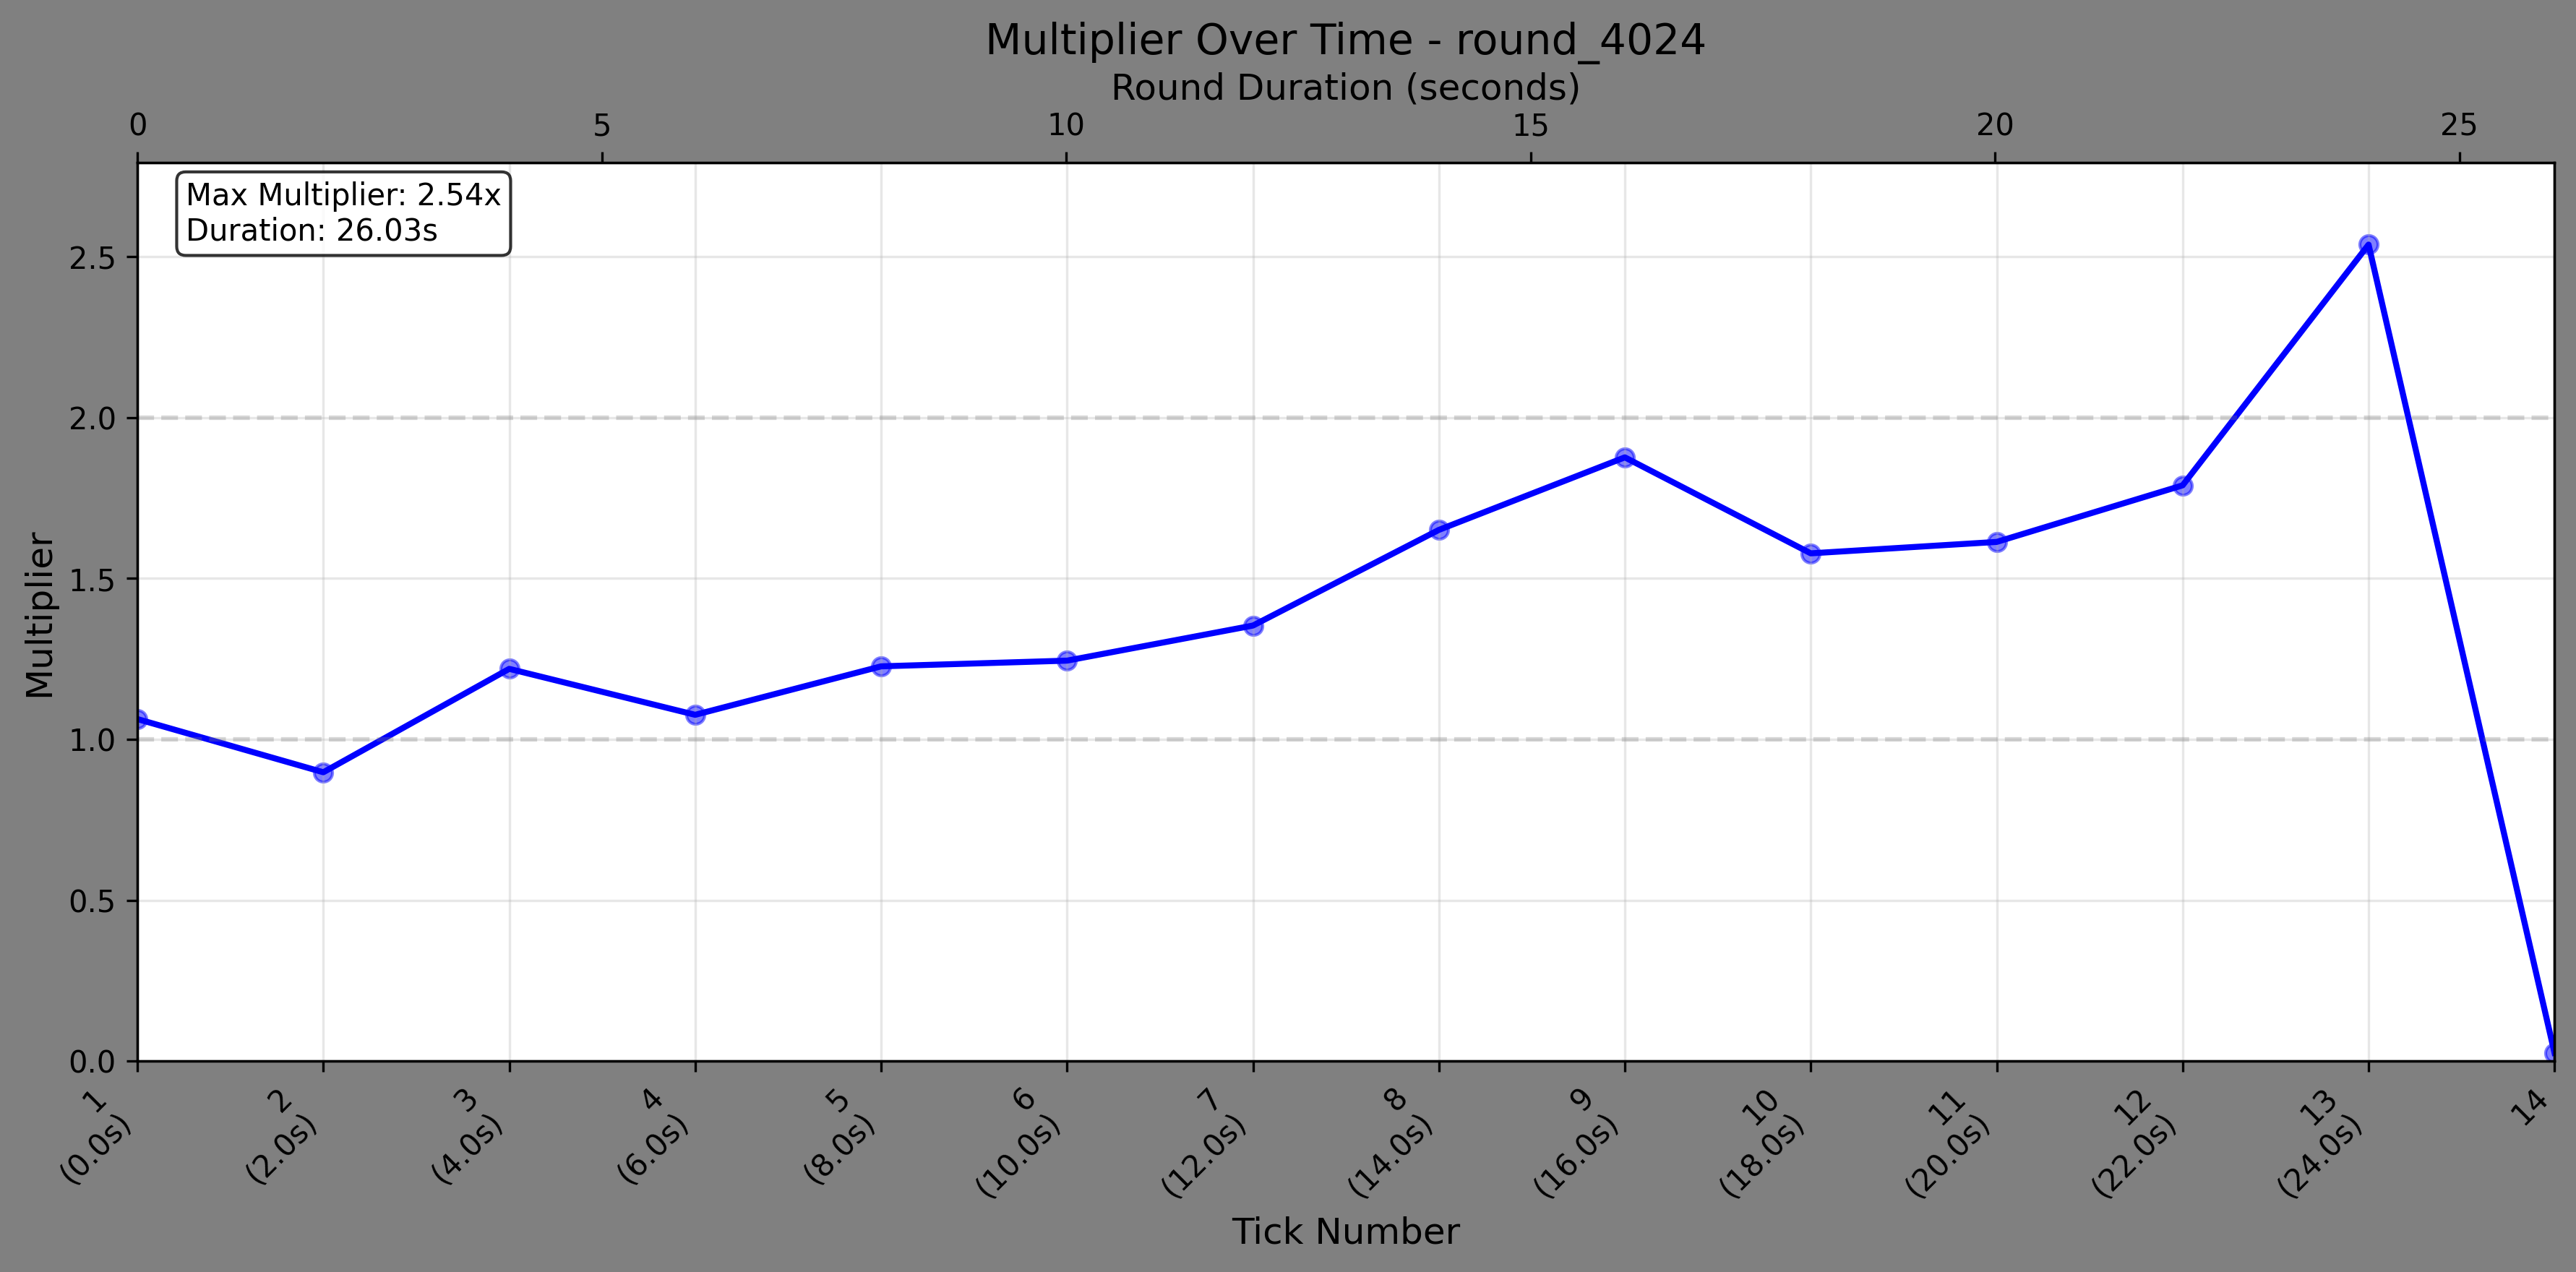 Multiplier Over Time - round_4024
Round Duration (seconds)
0 5 10 15 20 25
Max Multiplier: 2.54x
Duration: 26.03s
Multiplier
2.5
2.0
1.5
1.0
0.5
0.0
1 2 3 4 5 6 7 8 9 10 11 12 13 14
(0.0s) (2.0s) (4.0s) (6.0s) (8.0s) (10.0s) (12.0s) (14.0s) (16.0s) (18.0s) (20.0s) (22.0s) (24.0s)
Tick Number